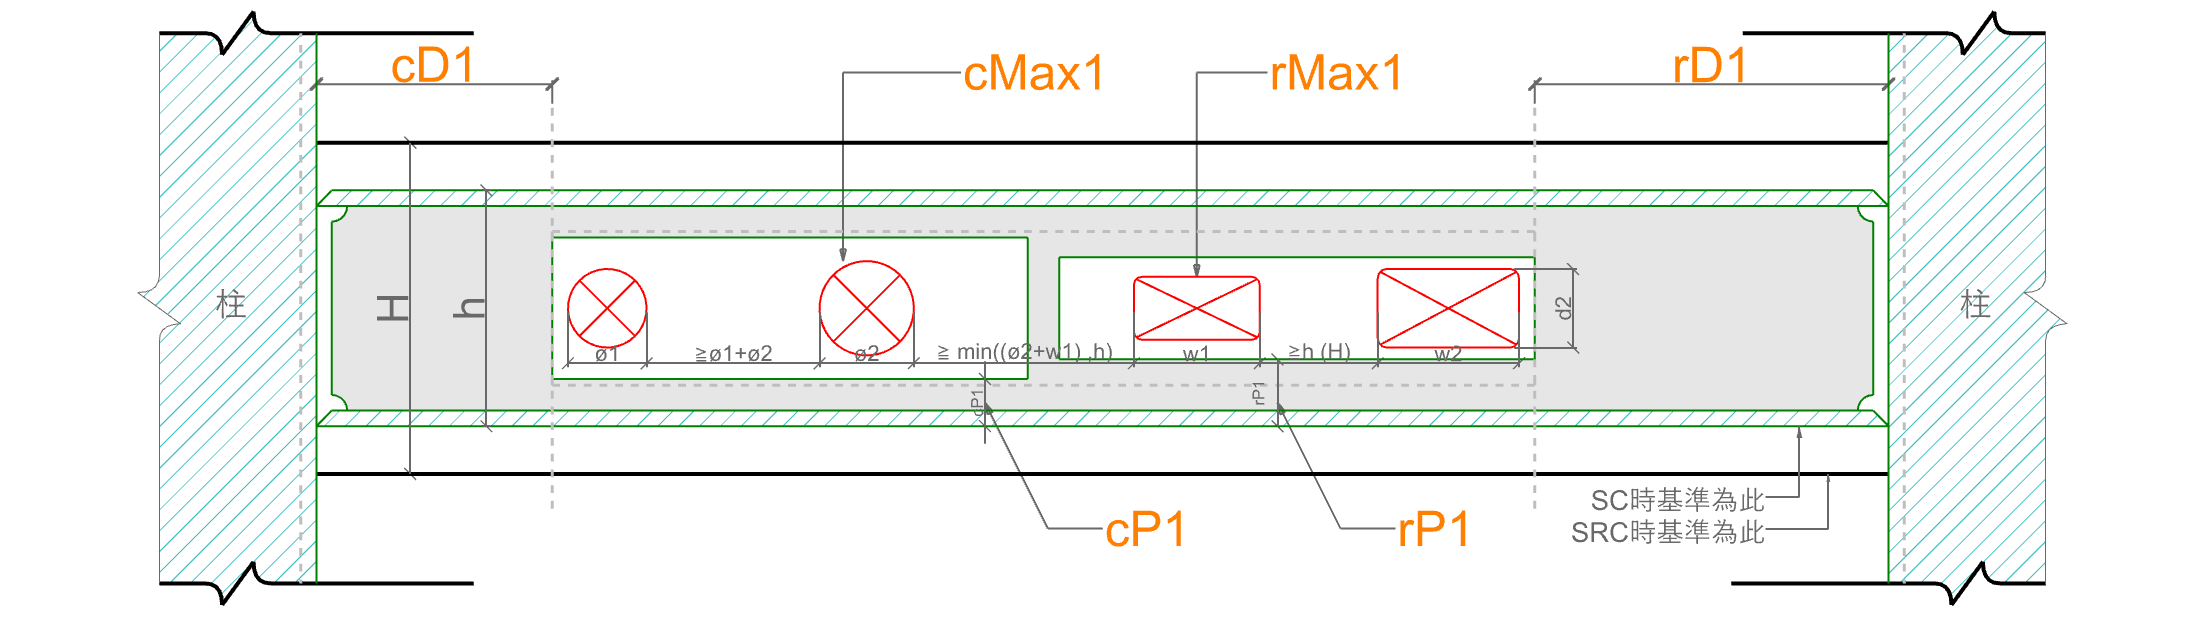 cD1
cMax1
rMax1
rD1
柱
H
h
ø1
≧ø1+ø2
ø2
≧ min((ø2+w1) ,h)
w1
≧h (H)
w2
d2
柱
cP1
rP1
cP1
rP1
SC時基準為此
SRC時基準為此